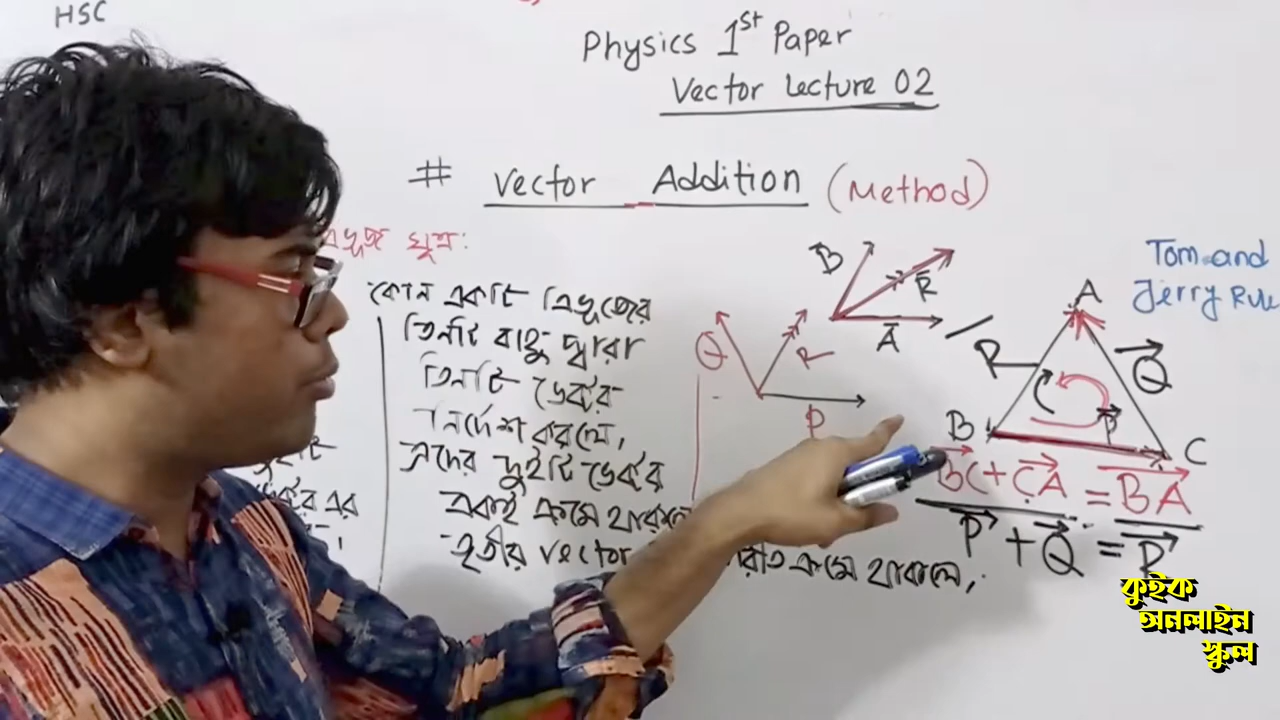 HSC
Physics 1st Paper
Vector Lecture 02
# Vector Addition (Method)
সূত্র:
কোন একটি ত্রিভূজের
তিনটি বাহু দ্বারা
তিনটি ভেক্টর
নির্দেশ করলে,
এদের দুইটি ভেক্টর
একই ক্রমে থাকলে
তৃতীয় Vector
ক্রমে থাকলে,
B
R
A
Q
R
P
Tom and
Jerry Rule
A
R
Q
P
B
C
BC + CA = BA
P + Q = P
কুইক
অনলাইন
স্কুল